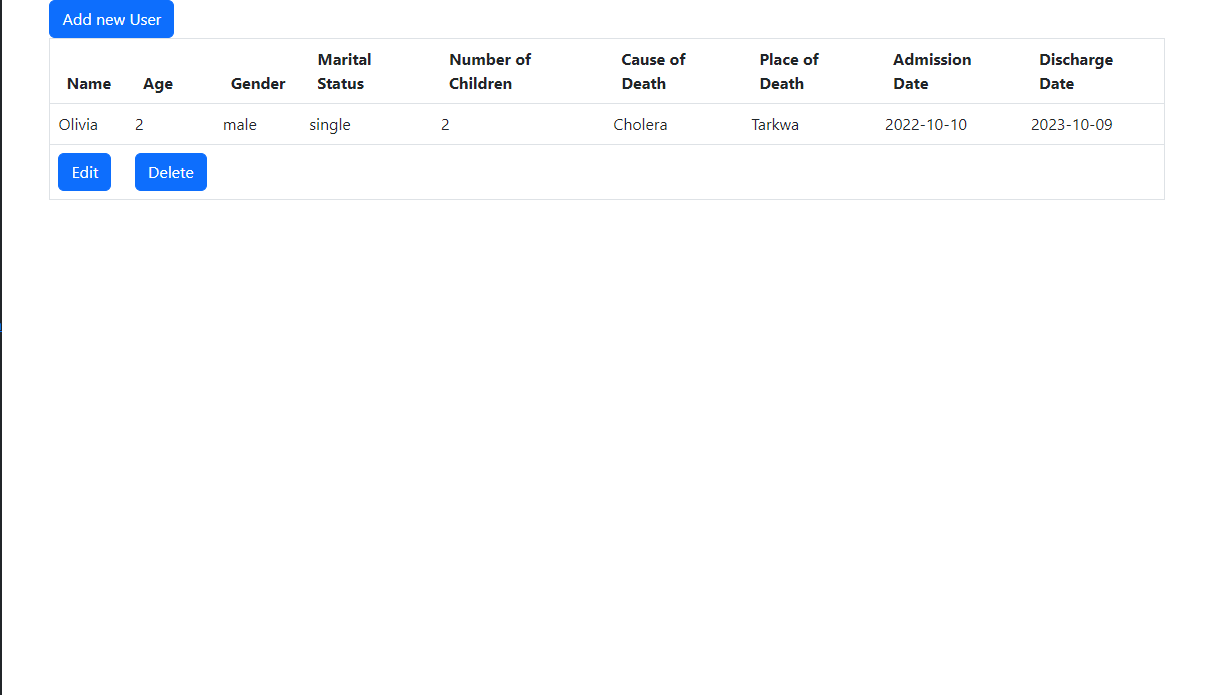 Add new User
Name Age Gender Marital Status Number of Children Cause of Death Place of Death Admission Date Discharge Date
Olivia 2 male single 2 Cholera Tarkwa 2022-10-10 2023-10-09
Edit Delete